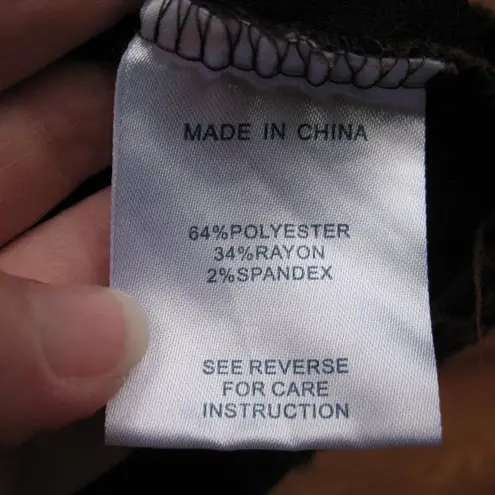 MADE IN CHINA
64%POLYESTER
34%RAYON
2%SPANDEX
SEE REVERSE
FOR CARE
INSTRUCTION